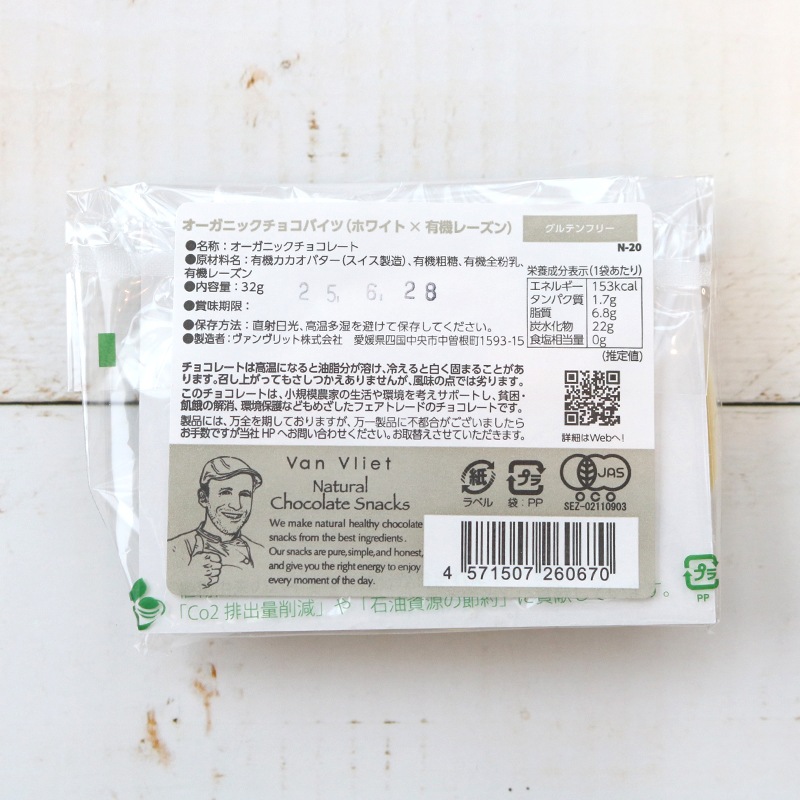 オーガニックチョコバイツ(ホワイト×有機レーズン)
グルテンフリー
N-20
●名称：オーガニックチョコレート
●原材料名：有機カカオバター(スイス製造)、有機粗糖、有機全粉乳、
有機レーズン
●内容量：32g
25.6.28
●賞味期限：
●保存方法：直射日光、高温多湿を避けて保存してください。
●製造者：ヴァンヴリット株式会社 愛媛県四国中央市中曽根町1593-15
栄養成分表示(1袋あたり)
エネルギー 153kcal
タンパク質 1.7g
脂質 6.8g
炭水化物 22g
食塩相当量 0g
(推定値)
チョコレートは高温になると油脂分が溶け、冷えると白く固まることがあ
ります。召し上がってもさしつかえありませんが、風味の点では劣ります。
このチョコレートは、小規模農家の生活や環境を考えサポートし、貧困・
飢餓の解消、環境保護などもめざしたフェアトレードのチョコレートです。
製品には、万全を期しておりますが、万一製品に不都合がございましたら
お手数ですが当社HPへお問い合わせください。お取替えさせていただきます。
詳細はWebへ!
Van Vliet
Natural
Chocolate Snacks
We make natural healthy chocolate
snacks from the best ingredients.
Our snacks are pure, simple, and honest,
and give you the right energy to enjoy
every moment of the day.
紙
ラベル
プラ
袋：PP
JAS
OCO
SEZ-02110903
4 571507 260670
プラ
PP
「Co2排出量削減」や「石油資源の節約」に貢献しています。